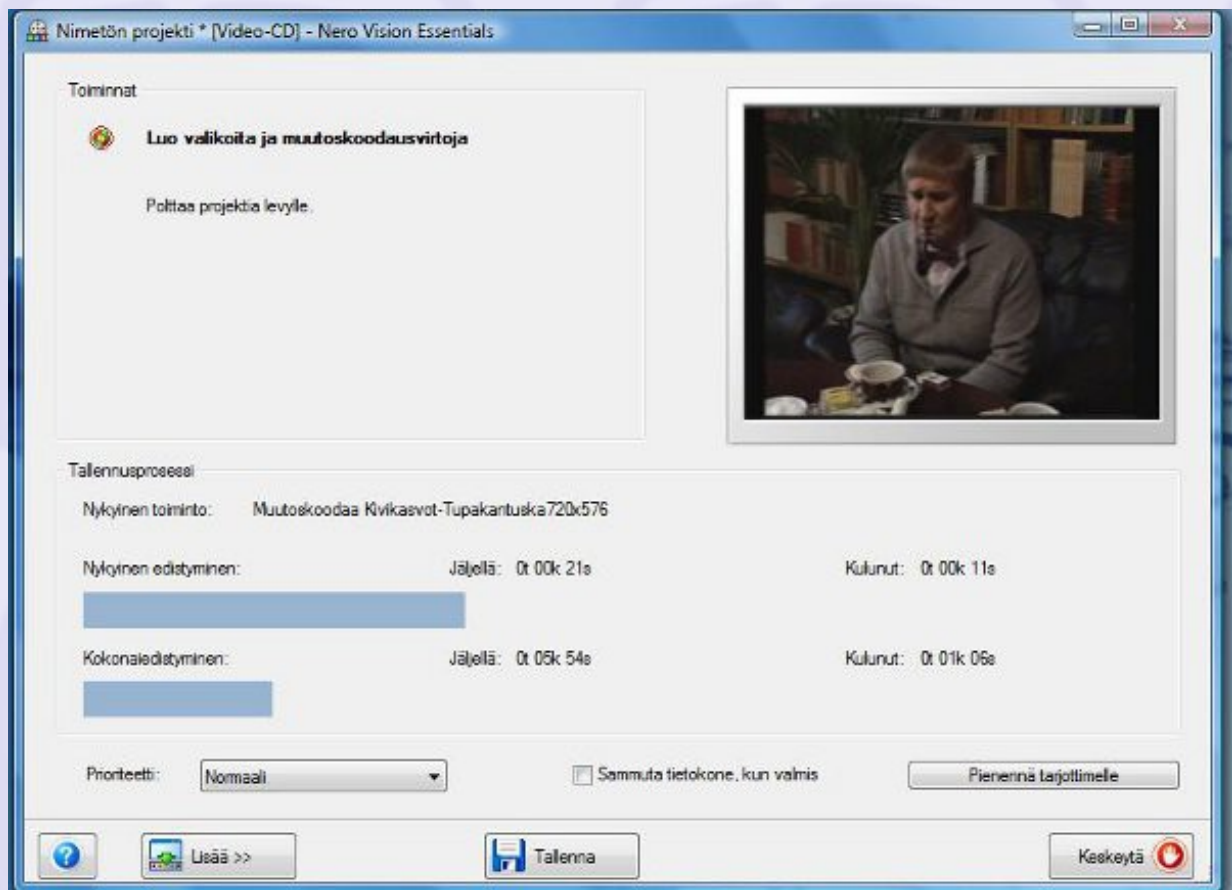 Nimetön projekti * [Video-CD] - Nero Vision Essentials
Toiminnat
Luo valikoita ja muutoskoodausvirtoja
Polttaa projektia levylle.
Tallennusprosessi
Nykyinen toiminto: Muutoskoodaa Kivikasvot-Tupakantuska720x576
Nykyinen edistyminen: Jäljellä: 0t 00k 21s Kulunut: 0t 00k 11s
Kokonaiedistyminen: Jäljellä: 0t 05k 54s Kulunut: 0t 01k 06s
Prioriteetti: Normaali Sammuta tietokone, kun valmis Pienennä tarjottimelle
? Lisää >> Tallenna Keskeytä